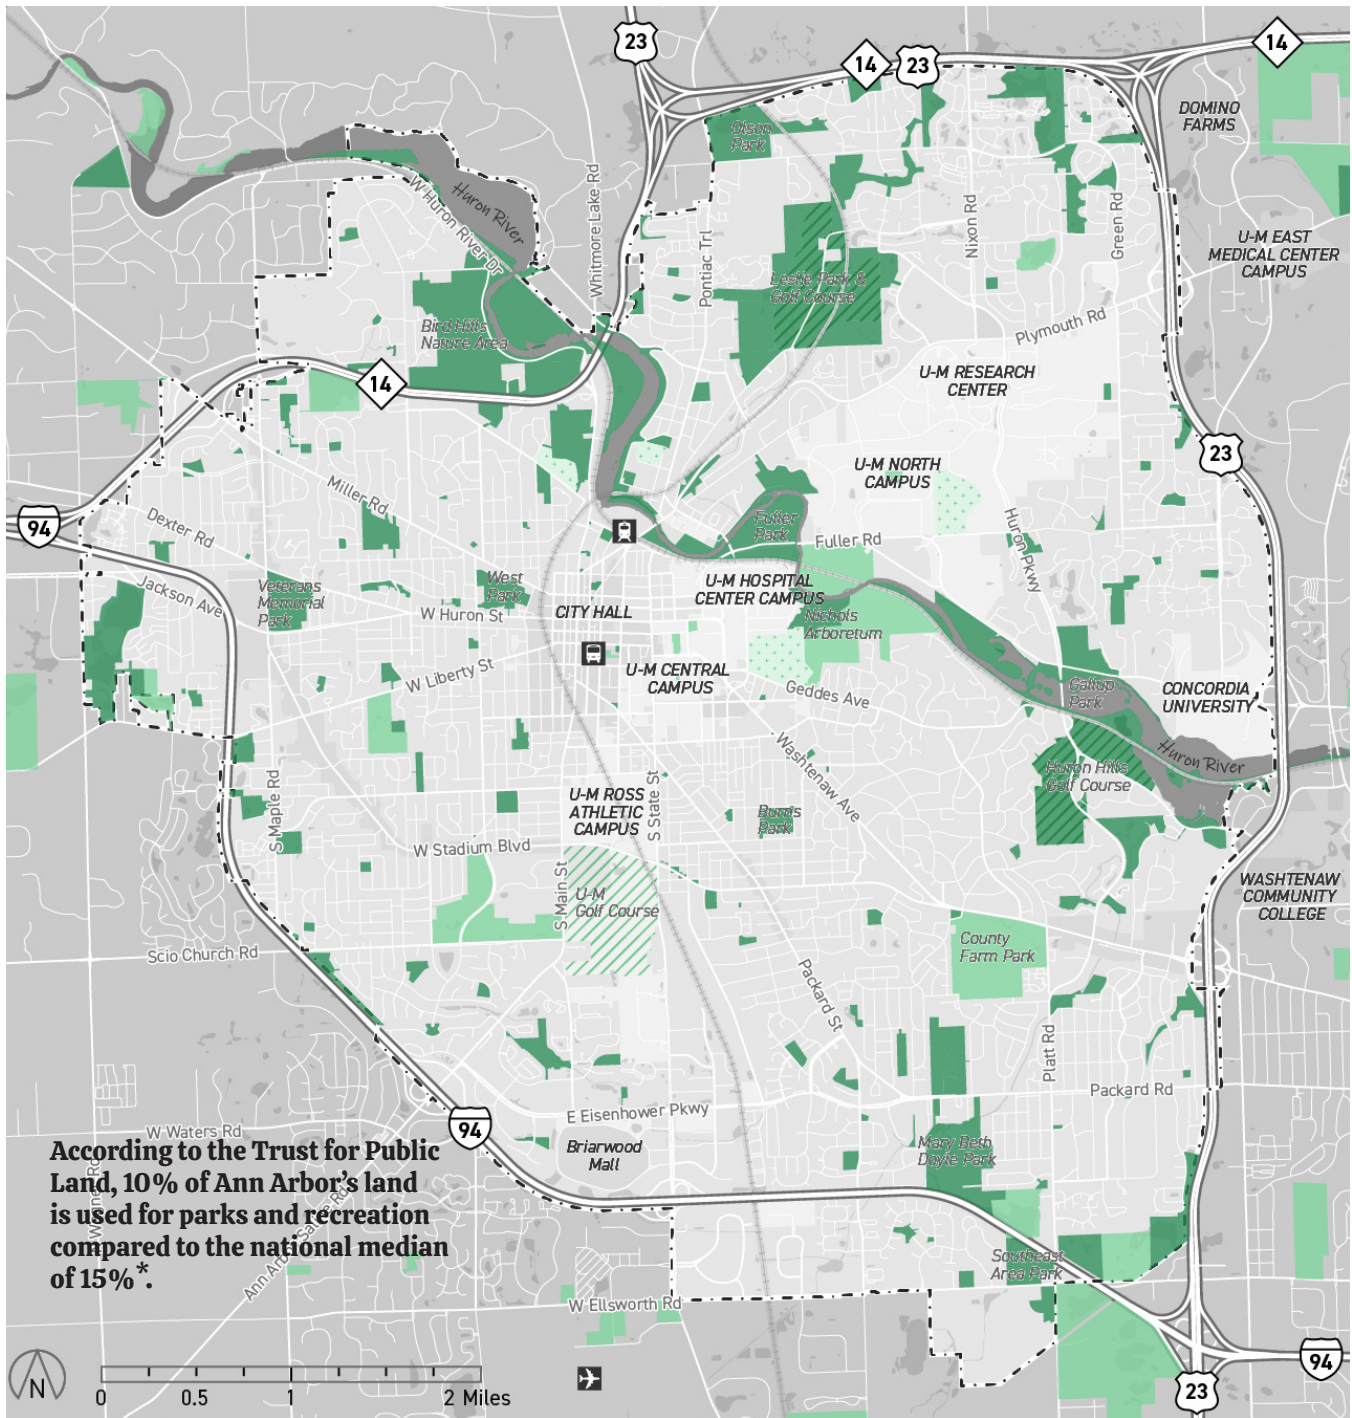 23
14
14
23
DOMINO
FARMS
Olson
Park
Huron River
W Huron River Dr
Whitmore Lake Rd
Pontiac Trl
Nixon Rd
Green Rd
U-M EAST
MEDICAL CENTER
CAMPUS
Leslie Park &
Golf Course
Bird Hills
Nature Area
Plymouth Rd
14
U-M RESEARCH
CENTER
23
U-M NORTH
CAMPUS
Miller Rd
94
Dexter Rd
Fuller
Park
Fuller Rd
Huron Pkwy
Jackson Ave
Veterans
Memorial
Park
West
Park
U-M HOSPITAL
CENTER CAMPUS
W Huron St
CITY HALL
Nichols
Arboretum
W Liberty St
U-M CENTRAL
CAMPUS
Geddes Ave
Gallup
Park
CONCORDIA
UNIVERSITY
Washtenaw Ave
Huron River
Huron Hills
Golf Course
S Maple Rd
U-M ROSS
ATHLETIC
CAMPUS
S State St
Burns
Park
W Stadium Blvd
S Main St
U-M
Golf Course
WASHTENAW
COMMUNITY
COLLEGE
County
Farm Park
Scio Church Rd
Packard St
Platt Rd
Packard Rd
E Eisenhower Pkwy
94
W Waters Rd
Briarwood
Mall
Mary Beth
Doyle Park
According to the Trust for Public
Land, 10% of Ann Arbor’s land
is used for parks and recreation
compared to the national median
of 15%*.
Ann Arbor Saline Rd
Southeast
Area Park
W Ellsworth Rd
94
23
N
0 0.5 1 2 Miles